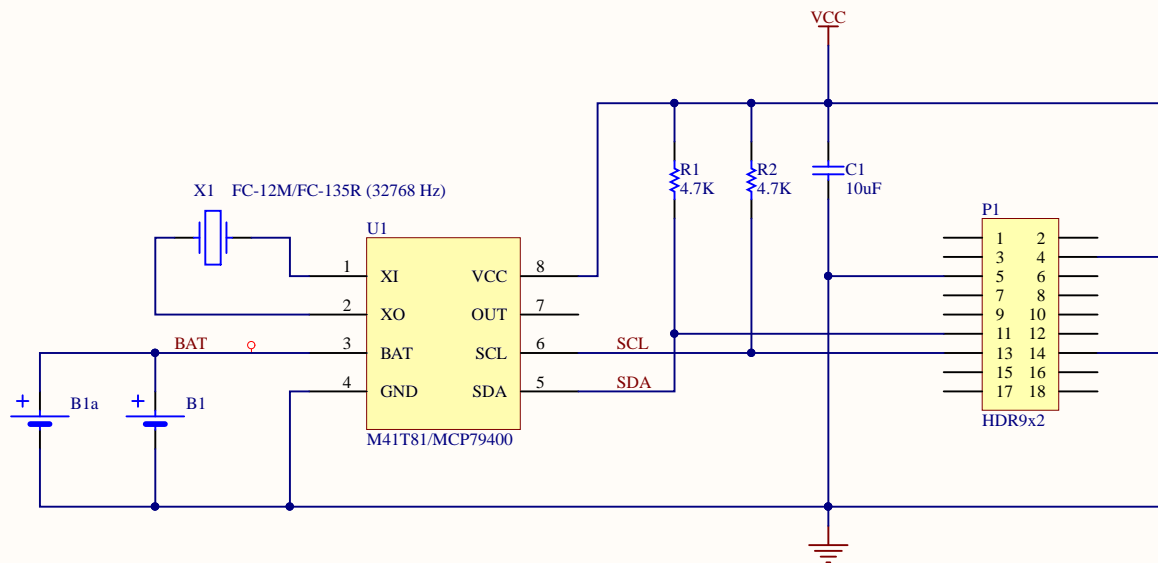 VCC
R1
4.7K
R2
4.7K
C1
10uF
X1 FC-12M/FC-135R (32768 Hz)
U1
1 XI VCC 8
2 XO OUT 7
3 BAT SCL 6
4 GND SDA 5
M41T81/MCP79400
BAT
SCL
SDA
+ B1a
+ B1
P1
1 2
3 4
5 6
7 8
9 10
11 12
13 14
15 16
17 18
HDR9x2